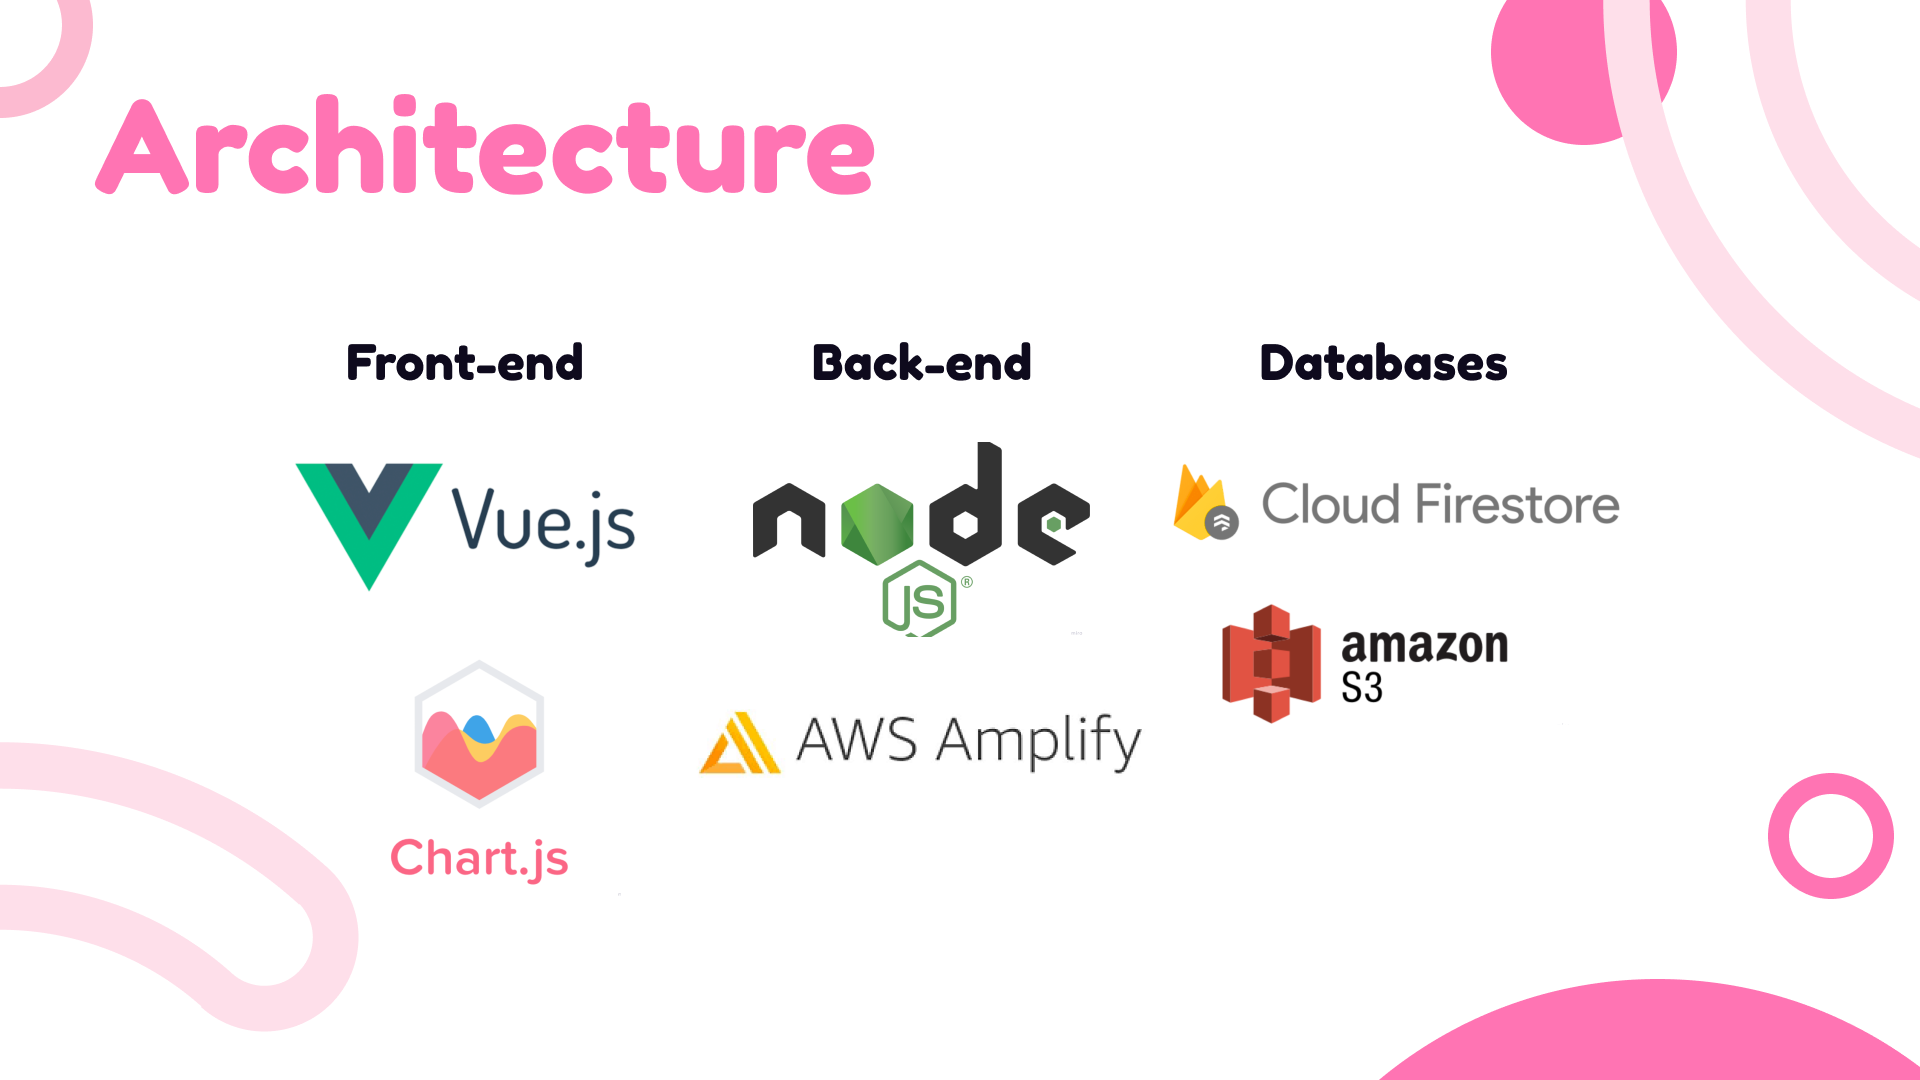 Architecture
Front-end
Vue.js
Chart.js
Back-end
node
JS®
AWS Amplify
Databases
Cloud Firestore
amazon
S3